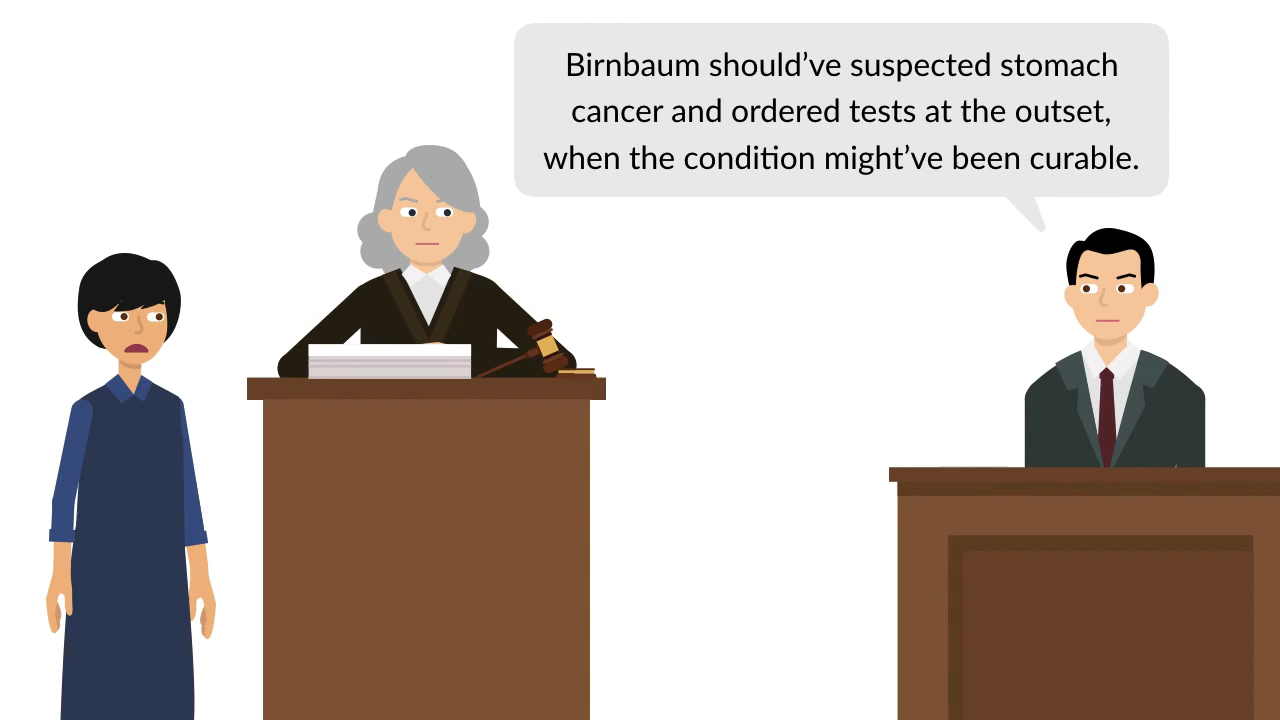 Birnbaum should’ve suspected stomach
cancer and ordered tests at the outset,
when the condition might’ve been curable.